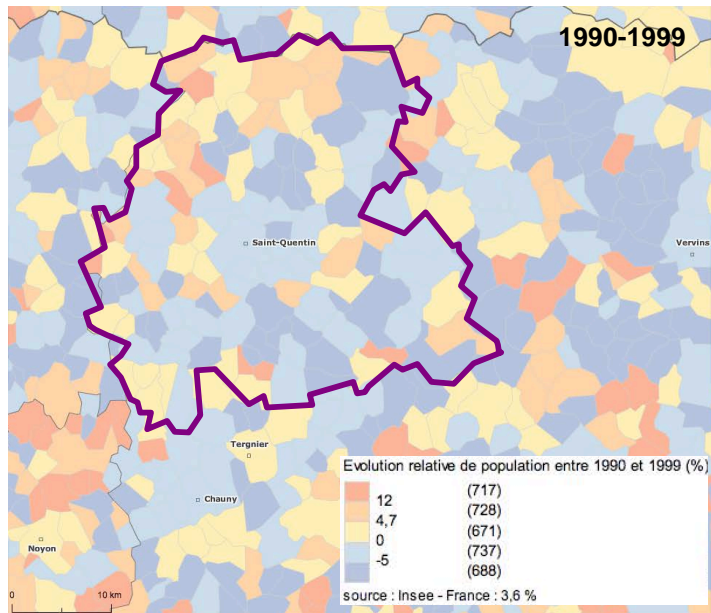 1990-1999
Saint-Quentin
Vervins
Tergnier
Chauny
Noyon
0 10 km
Evolution relative de population entre 1990 et 1999 (%)
(717)
12
(728)
4,7
(671)
0
(737)
-5
(688)
source : Insee - France : 3,6 %